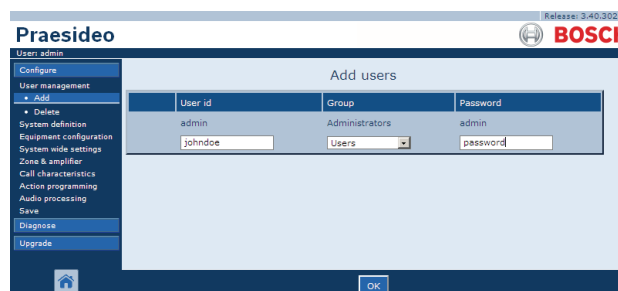 Release: 3.40.302
Praesideo
BOSCH
User: admin
Configure
User management
• Add
• Delete
System definition
Equipment configuration
System wide settings
Zone & amplifier
Call characteristics
Action programming
Audio processing
Save
Diagnose
Upgrade
Add users
User id Group Password
admin Administrators admin
johndoe Users password
OK